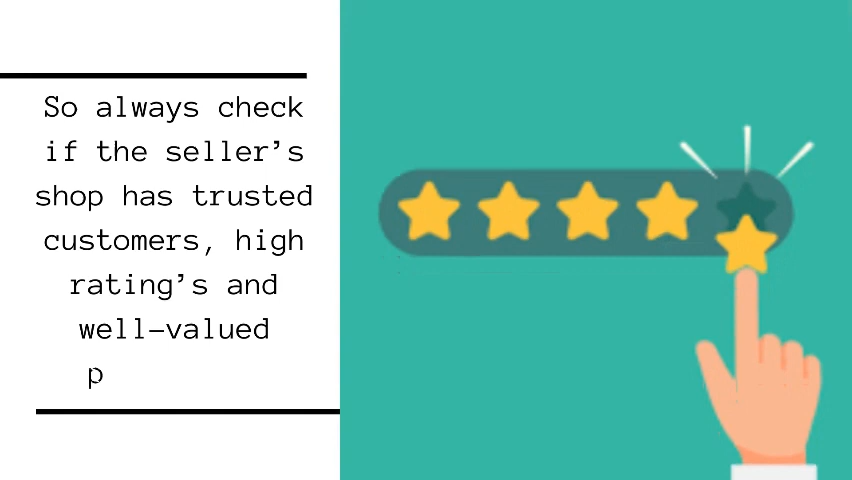 So always check
if the seller’s
shop has trusted
customers, high
rating’s and
well-valued
p